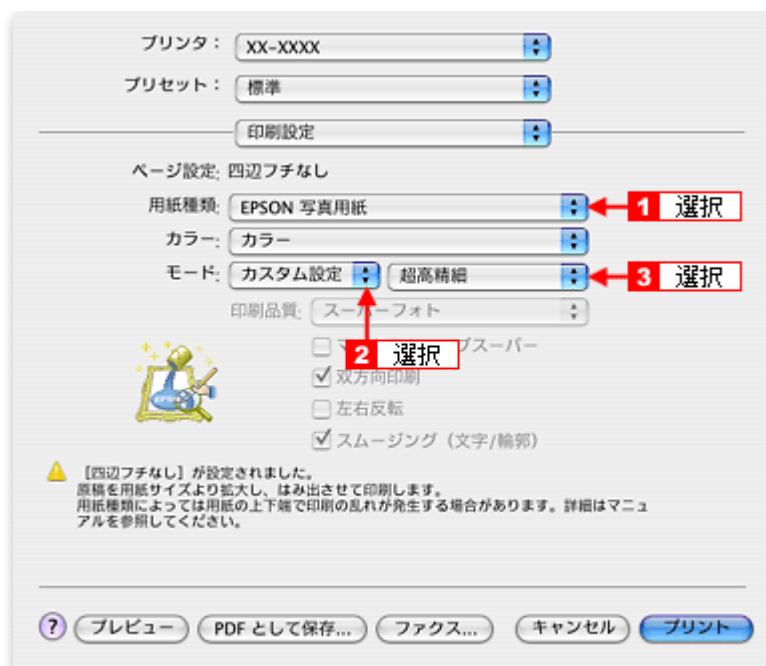 プリンタ： XX-XXXX
プリセット： 標準
印刷設定
ページ設定: 四辺フチなし
用紙種類: EPSON 写真用紙 1 選択
カラー: カラー
モード: カスタム設定 超高精細 3 選択
印刷品質: スーパーフォト
2 選択 ブスーパー
双方向印刷
左右反転
スムージング（文字/輪郭）
［四辺フチなし］が設定されました。
原稿を用紙サイズより拡大し、はみ出させて印刷します。
用紙種類によっては用紙の上下端で印刷の乱れが発生する場合があります。詳細はマニュ
アルを参照してください。
? プレビュー PDF として保存... ファクス... キャンセル プリント